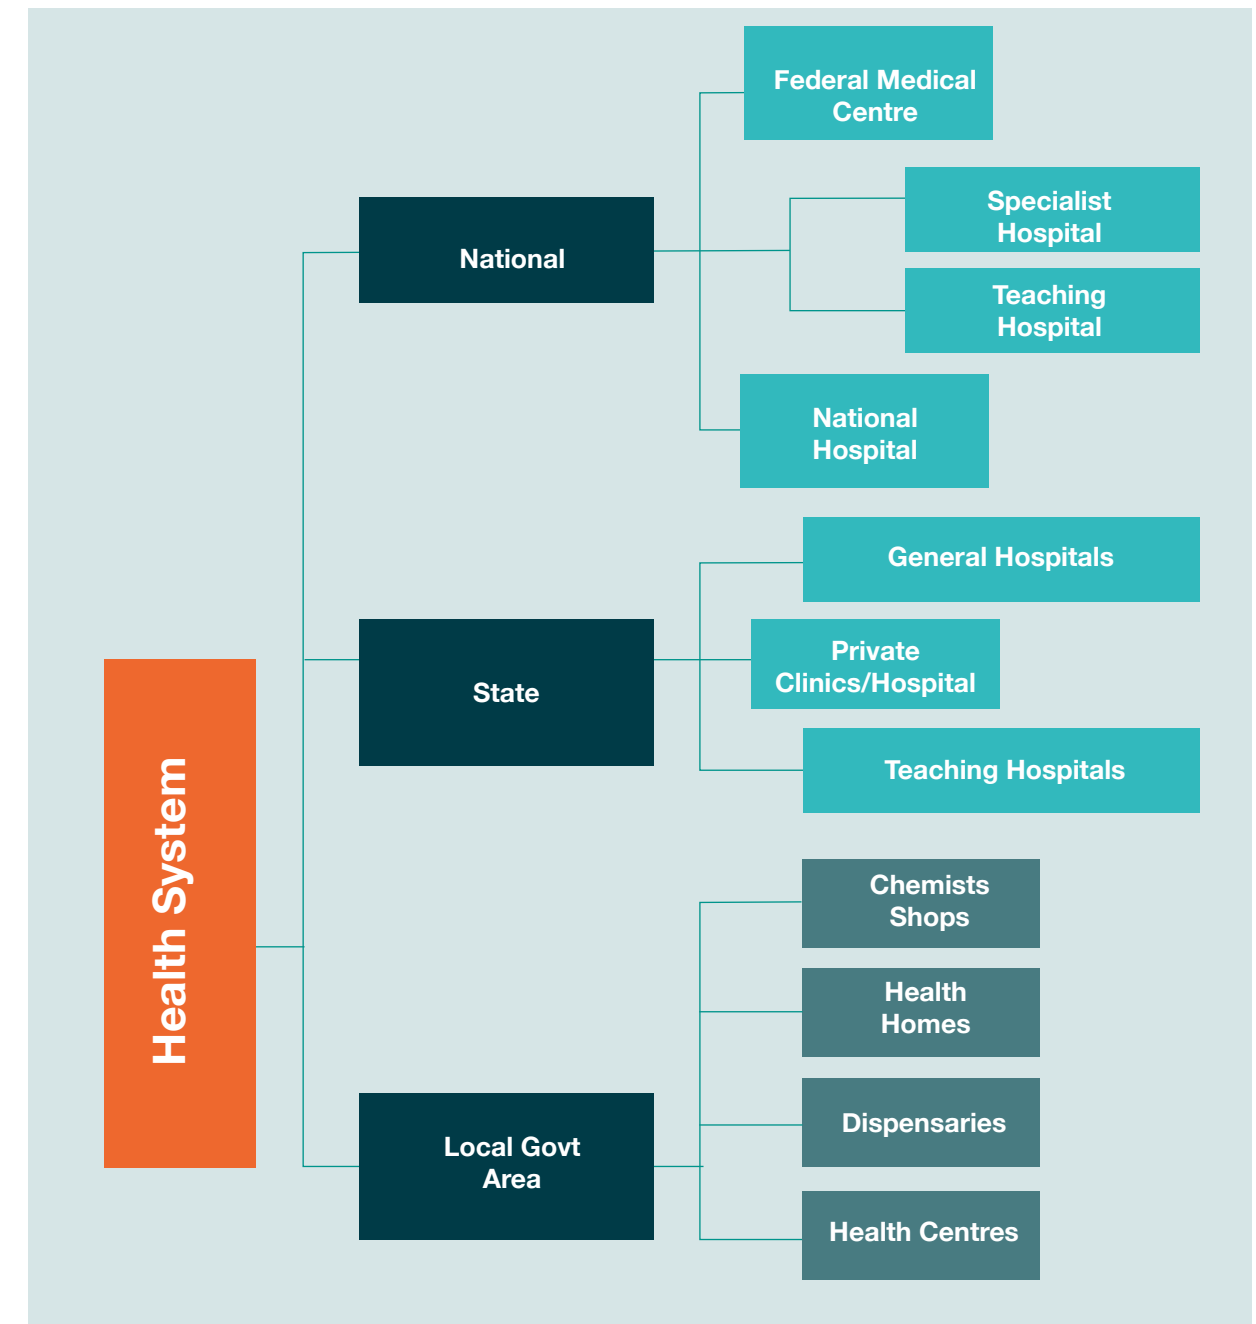 Health System
National
Federal Medical
Centre
Specialist
Hospital
Teaching
Hospital
National
Hospital
State
General Hospitals
Private
Clinics/Hospital
Teaching Hospitals
Local Govt
Area
Chemists
Shops
Health
Homes
Dispensaries
Health Centres